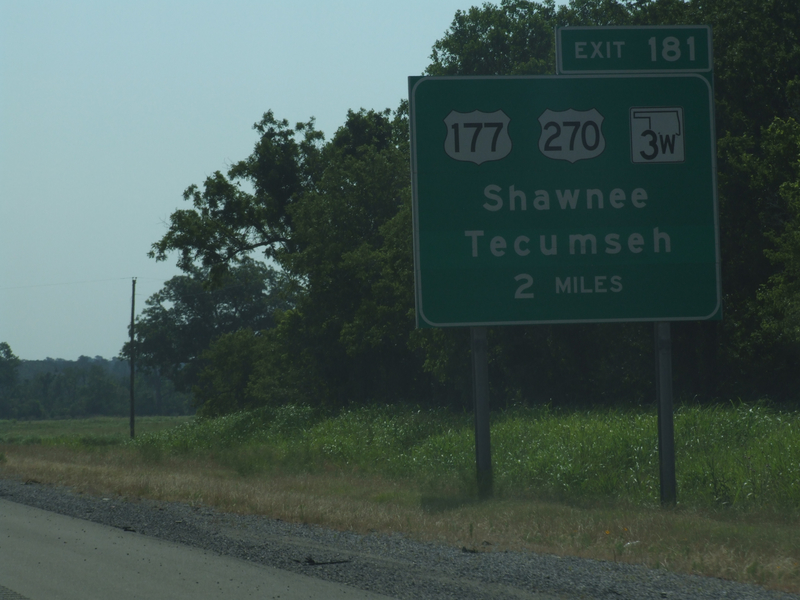 EXIT 181
177 270 3W
Shawnee
Tecumseh
2 MILES